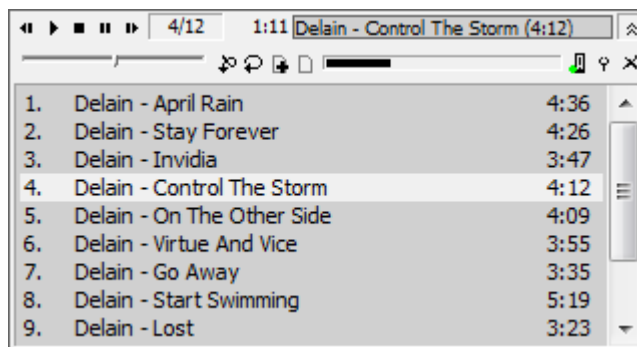 4/12 1:11 Delain - Control The Storm (4:12)
1. Delain - April Rain 4:36
2. Delain - Stay Forever 4:26
3. Delain - Invidia 3:47
4. Delain - Control The Storm 4:12
5. Delain - On The Other Side 4:09
6. Delain - Virtue And Vice 3:55
7. Delain - Go Away 3:35
8. Delain - Start Swimming 5:19
9. Delain - Lost 3:23